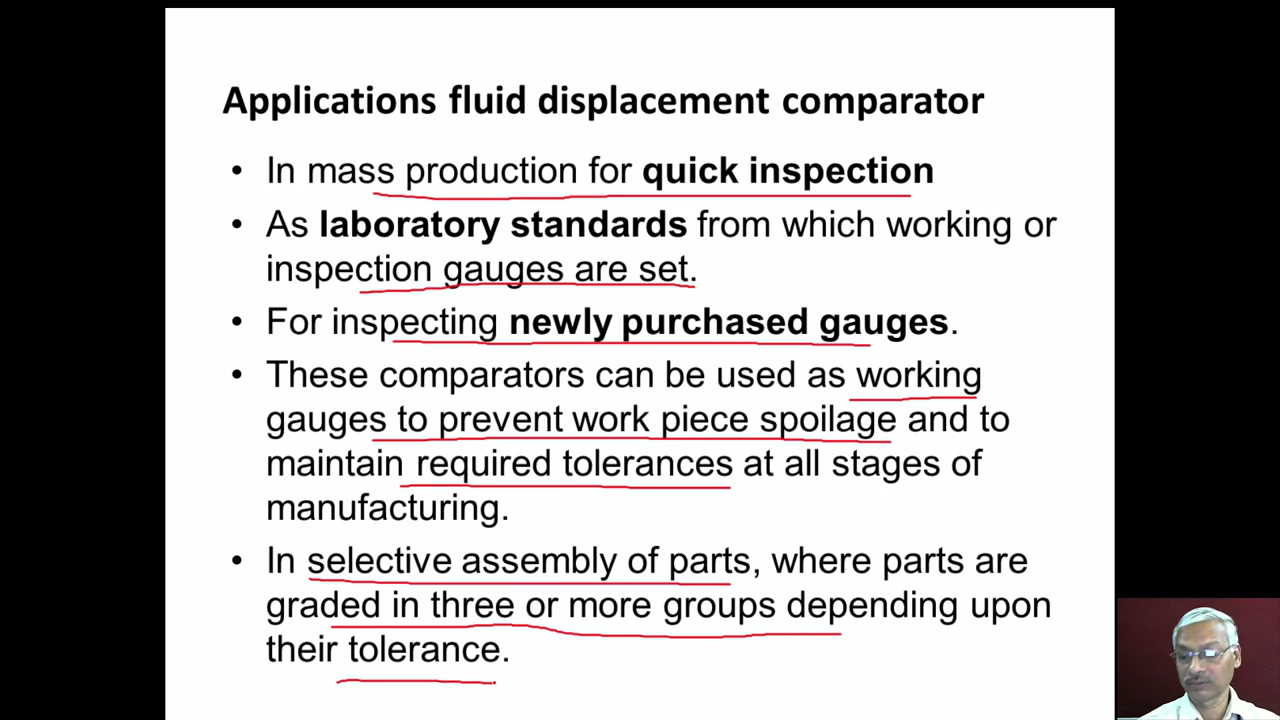 Applications fluid displacement comparator
• In mass production for quick inspection
• As laboratory standards from which working or
inspection gauges are set.
• For inspecting newly purchased gauges.
• These comparators can be used as working
gauges to prevent work piece spoilage and to
maintain required tolerances at all stages of
manufacturing.
• In selective assembly of parts, where parts are
graded in three or more groups depending upon
their tolerance.